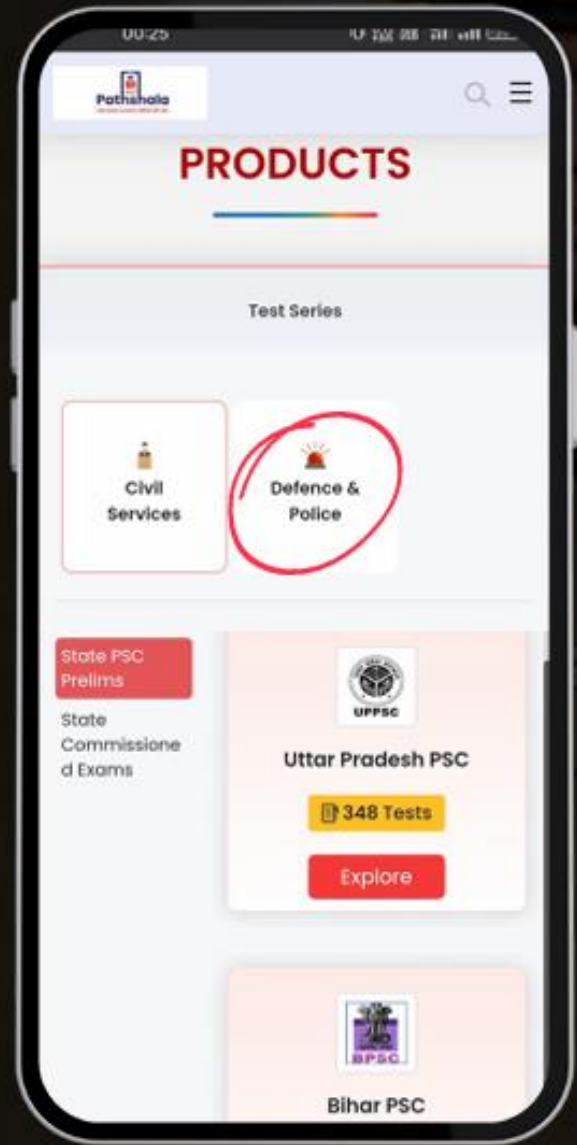 00:25
Pathshala
PRODUCTS
Test Series
Civil
Services
Defence &
Police
State PSC
Prelims
State
Commissione
d Exams
UPPSC
Uttar Pradesh PSC
348 Tests
Explore
BPSC
Bihar PSC